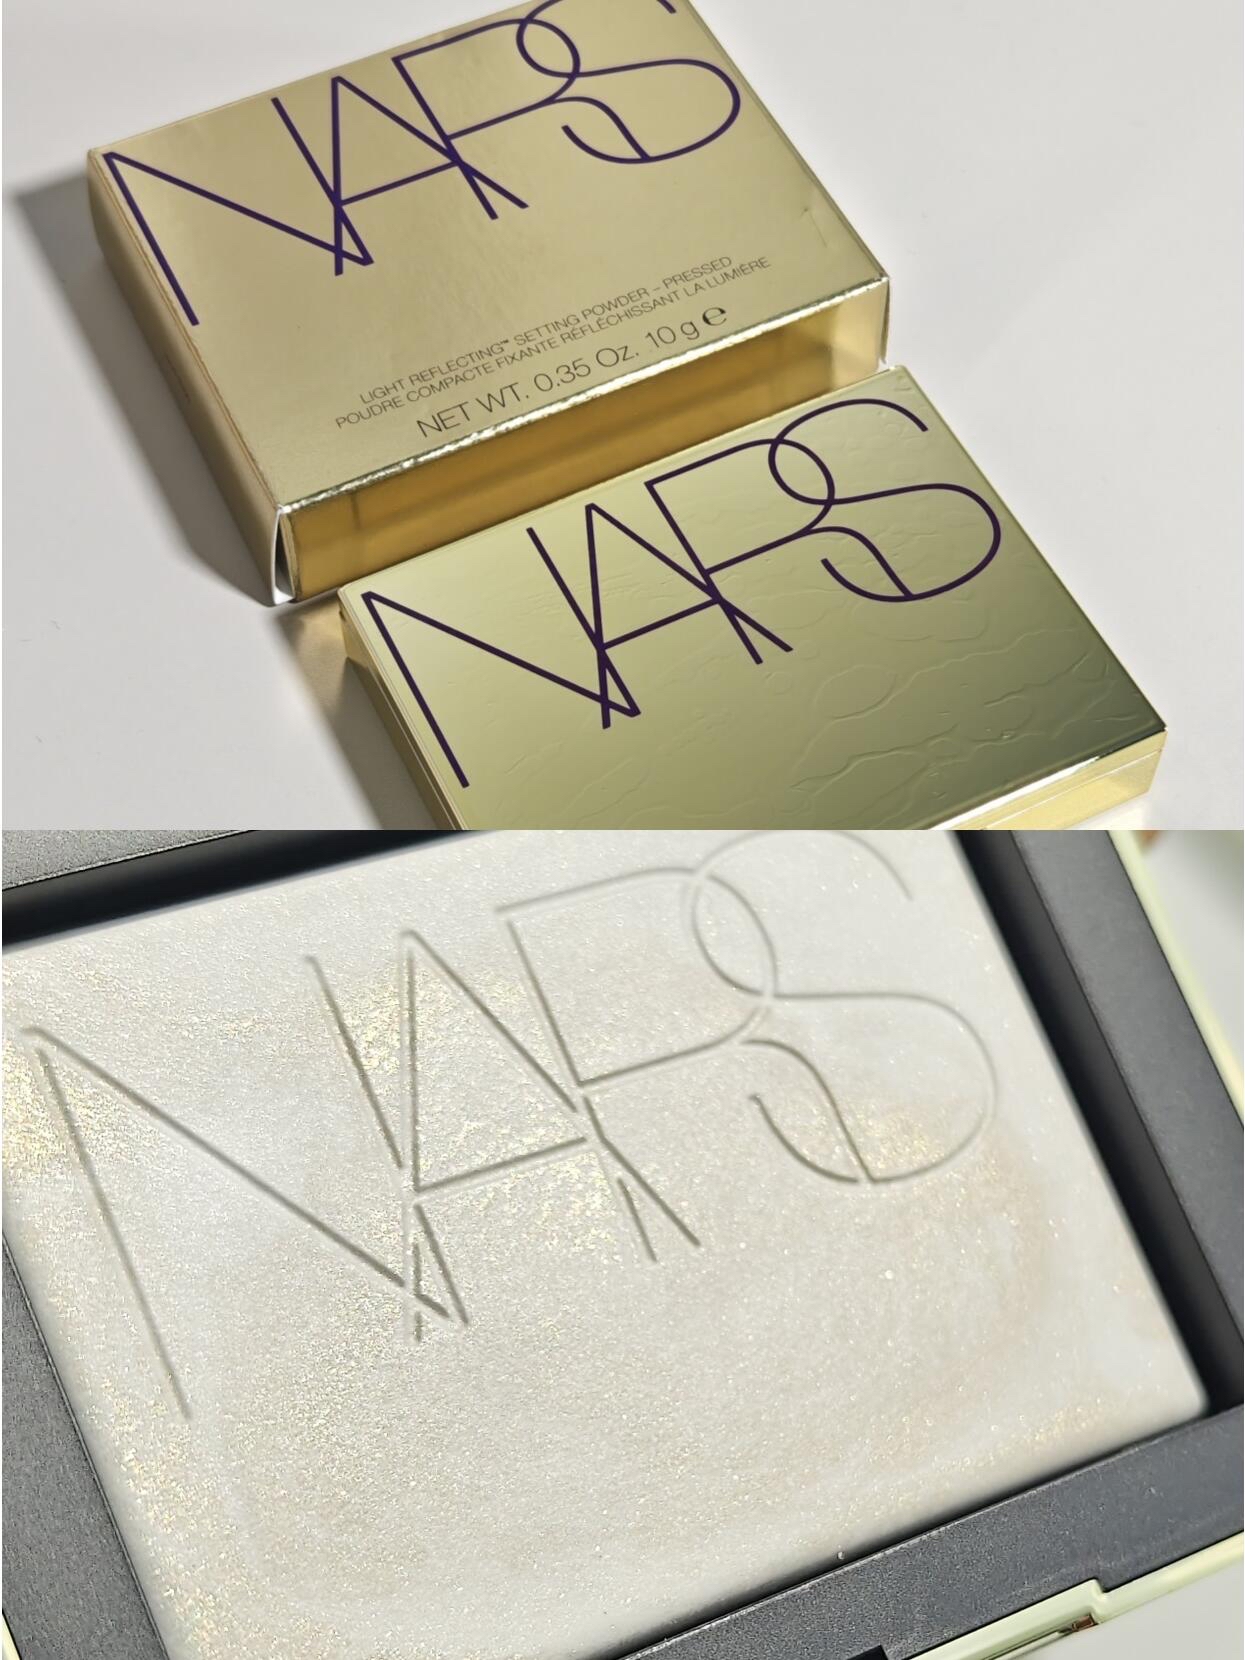 NARS
LIGHT REFLECTING™ SETTING POWDER – PRESSED
POUDRE COMPACTE FIXANTE RÉFLÉCHISSANT LA LUMIÈRE
NET WT. 0.35 Oz. 10 g ℮
NARS
NARS